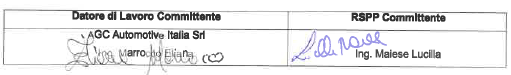 Datore di Lavoro Committente RSPP Committente
AGC Automotive Italia Srl
Marrocco Eliana Ing. Maiese Lucilla